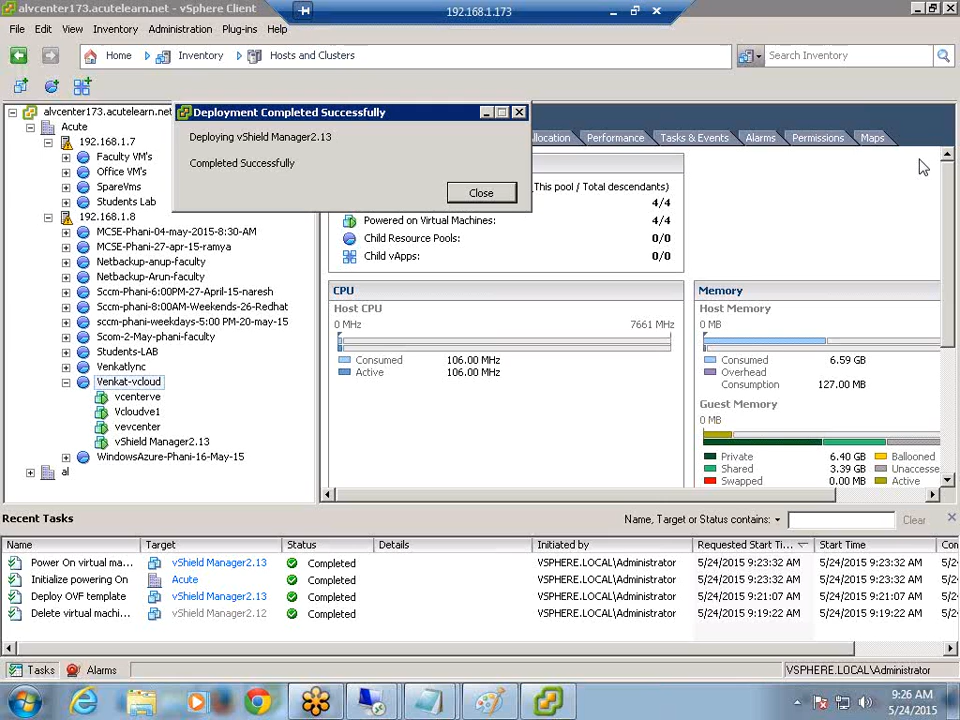 alvcenter173.acutelearn.net - vSphere Client
192.168.1.173
File Edit View Inventory Administration Plug-ins Help
Home Inventory Hosts and Clusters
Search Inventory
alvcenter173.acutelearn.net
Acute
192.168.1.7
Faculty VM's
Office VM's
SpareVms
Students Lab
192.168.1.8
MCSE-Phani-04-may-2015-8:30-AM
MCSE-Phani-27-apr-15-ramya
Netbackup-anup-faculty
Netbackup-Arun-faculty
Sccm-Phani-6:00PM-27-Apr-15-naresh
Sccm-phani-8:00AM-Weekends-26-Redhat
sccm-phani-weekdays-5:00 PM-20-may-15
Scom-2-May-phani-faculty
Students-LAB
Venkatlync
Venkat-vcloud
vcenterve
Vcloudve1
vevcenter
vShield Manager2.13
WindowsAzure-Phani-16-May-15
al
Deployment Completed Successfully
Deploying vShield Manager2.13
Completed Successfully
Close
location Performance Tasks & Events Alarms Permissions Maps
This pool / Total descendants)
4/4
Powered on Virtual Machines: 4/4
Child Resource Pools: 0/0
Child vApps: 0/0
CPU
Host CPU
0 MHz 7661 MHz
Consumed 106.00 MHz
Active 106.00 MHz
Memory
Host Memory
0 MB
Consumed 6.59 GB
Overhead
Consumption 127.00 MB
Guest Memory
0 MB
Private 6.40 GB Ballooned
Shared 3.39 GB Unaccesse
Swapped 0.00 MB Active
Recent Tasks
Name, Target or Status contains: Clear
Name Target Status Details Initiated by Requested Start Ti... Start Time Con
Power On virtual ma... vShield Manager2.13 Completed VSPHERE.LOCAL\Administrator 5/24/2015 9:23:32 AM 5/24/2015 9:23:32 AM 5/2
Initialize powering On Acute Completed VSPHERE.LOCAL\Administrator 5/24/2015 9:23:32 AM 5/24/2015 9:23:32 AM 5/2
Deploy OVF template vShield Manager2.13 Completed VSPHERE.LOCAL\Administrator 5/24/2015 9:21:07 AM 5/24/2015 9:21:07 AM 5/2
Delete virtual machi... vShield Manager2.12 Completed VSPHERE.LOCAL\Administrator 5/24/2015 9:19:22 AM 5/24/2015 9:19:22 AM 5/2
Tasks Alarms
VSPHERE.LOCAL\Administrator
9:26 AM
5/24/2015